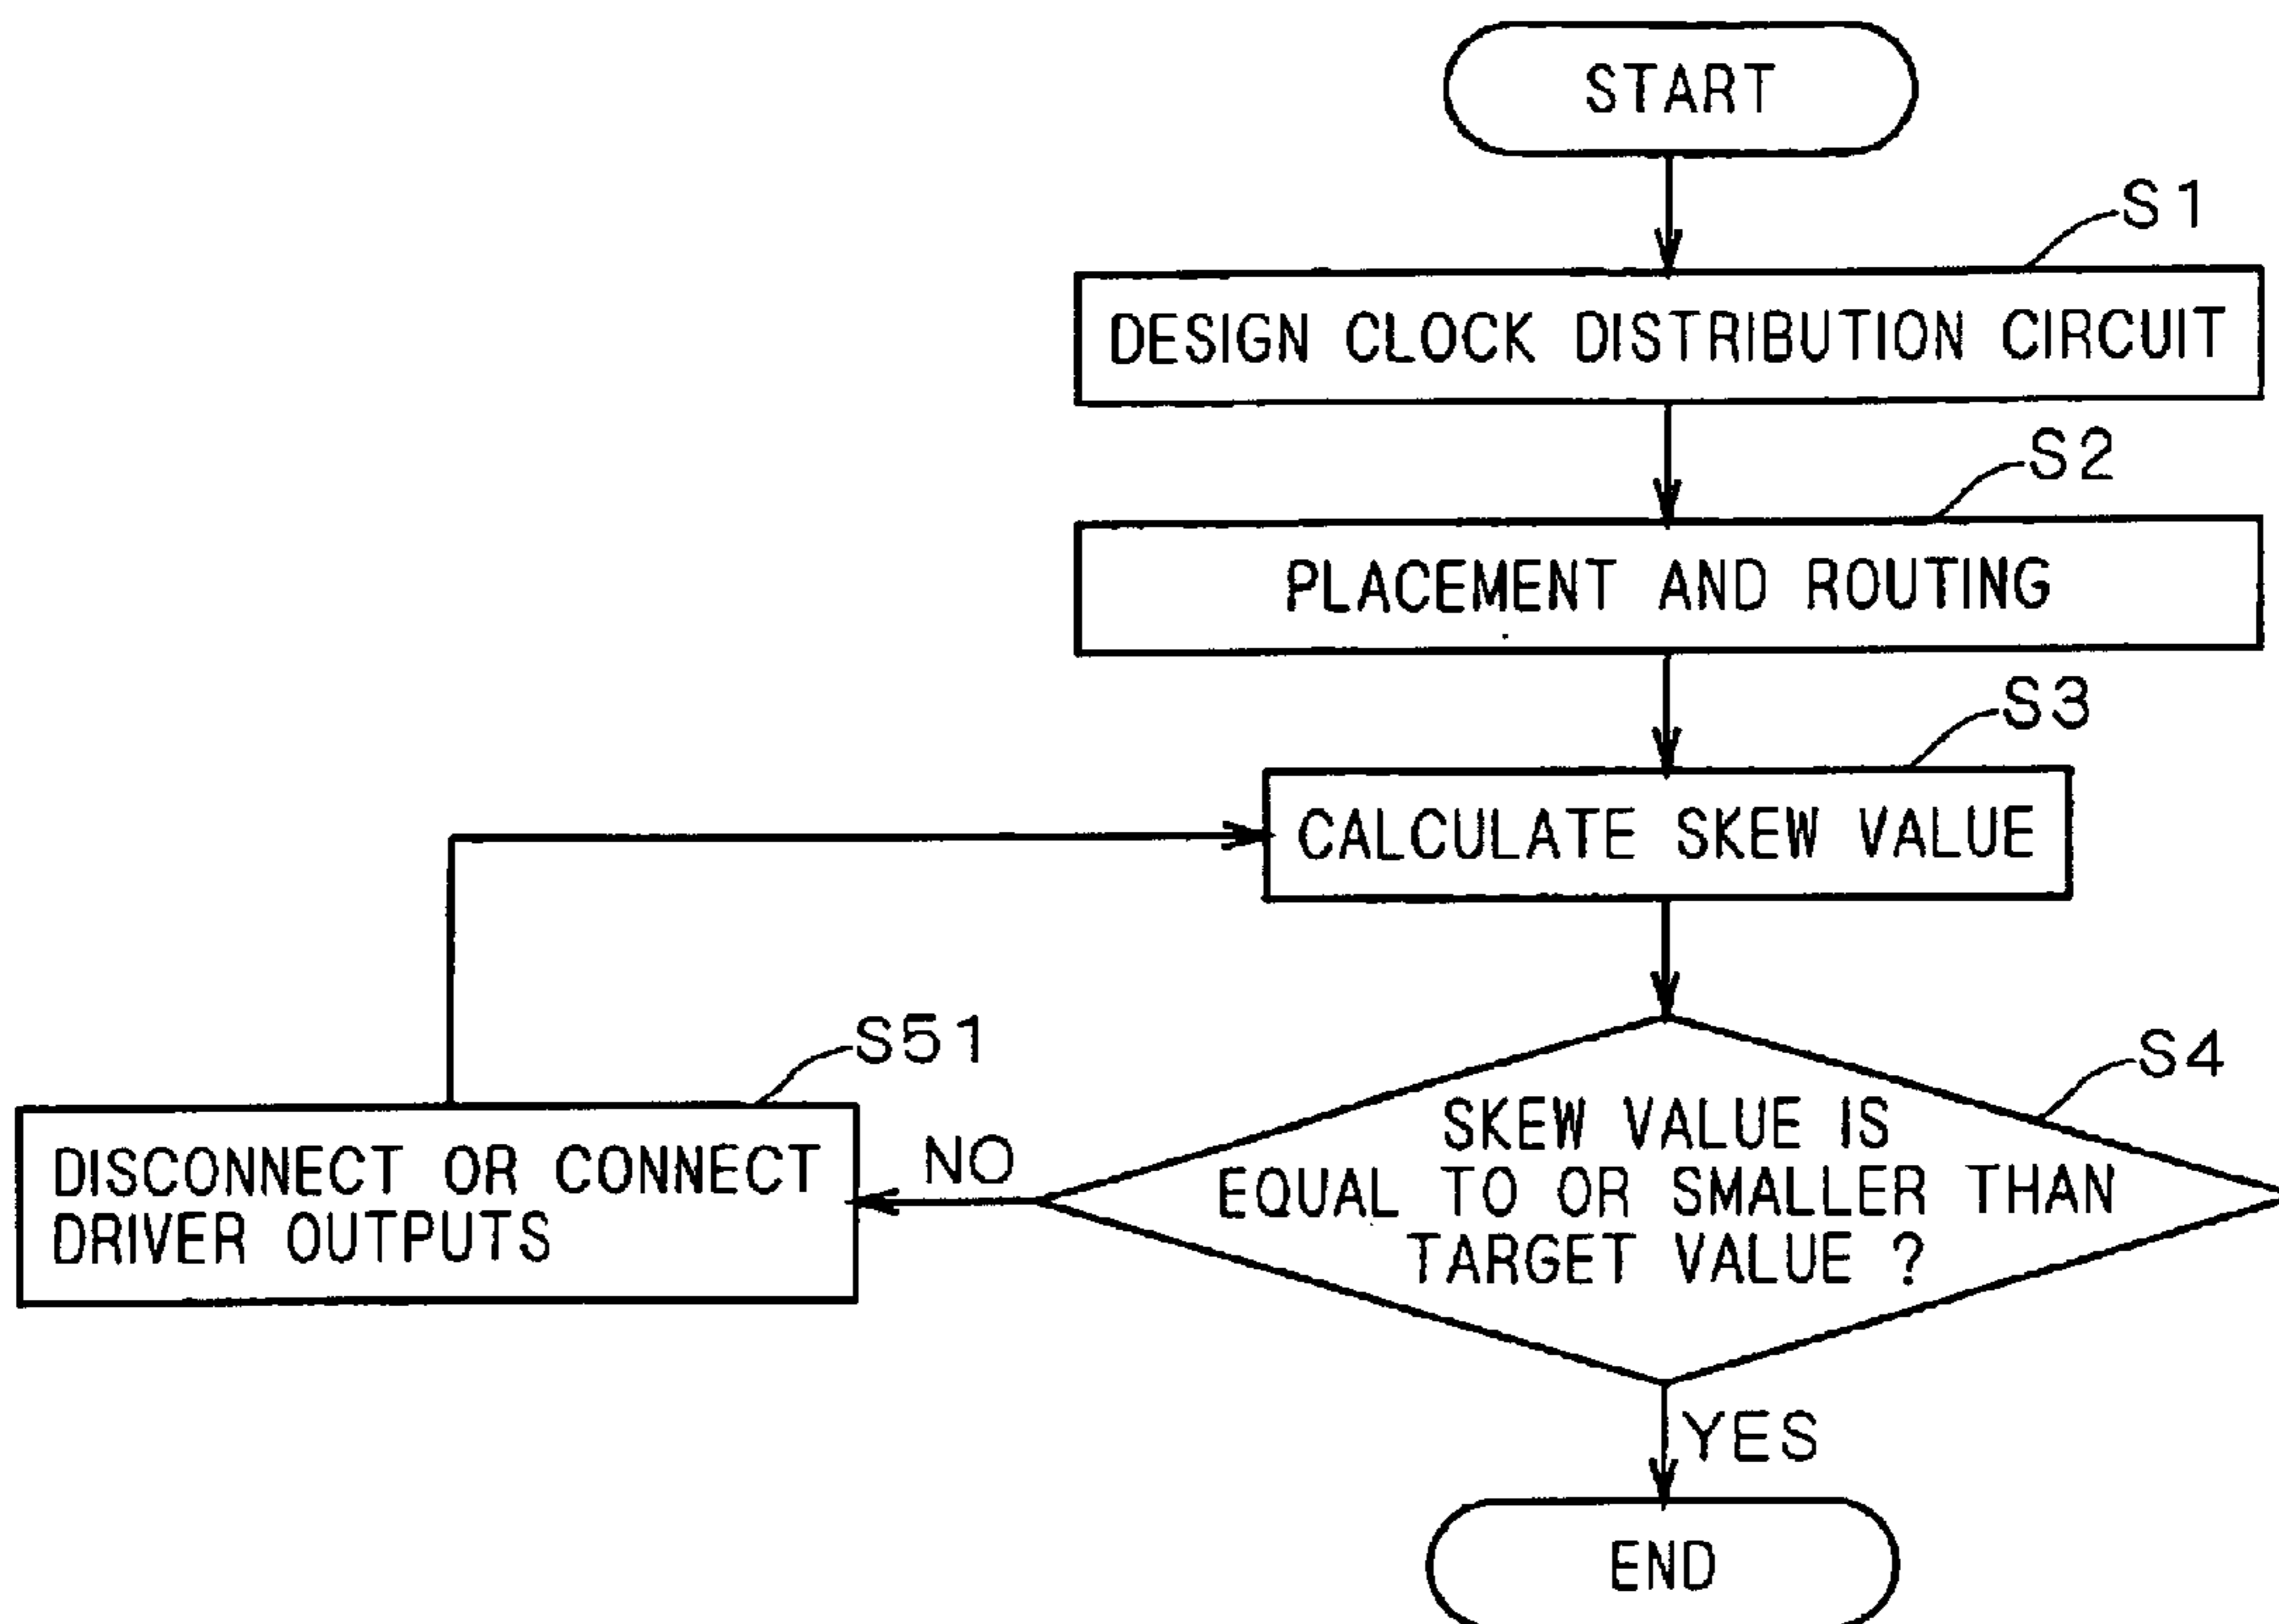 START
S1
DESIGN CLOCK DISTRIBUTION CIRCUIT
S2
PLACEMENT AND ROUTING
S3
CALCULATE SKEW VALUE
S4
SKEW VALUE IS
EQUAL TO OR SMALLER THAN
TARGET VALUE ?
NO
S51
DISCONNECT OR CONNECT
DRIVER OUTPUTS
YES
END